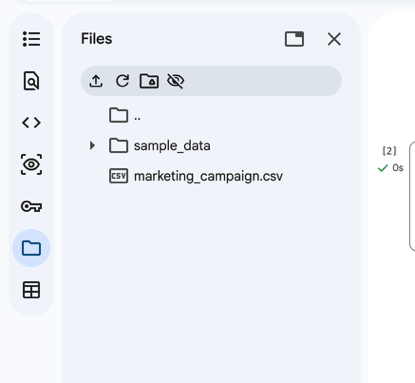 Files
..
sample_data
CSV marketing_campaign.csv
[2]
0s